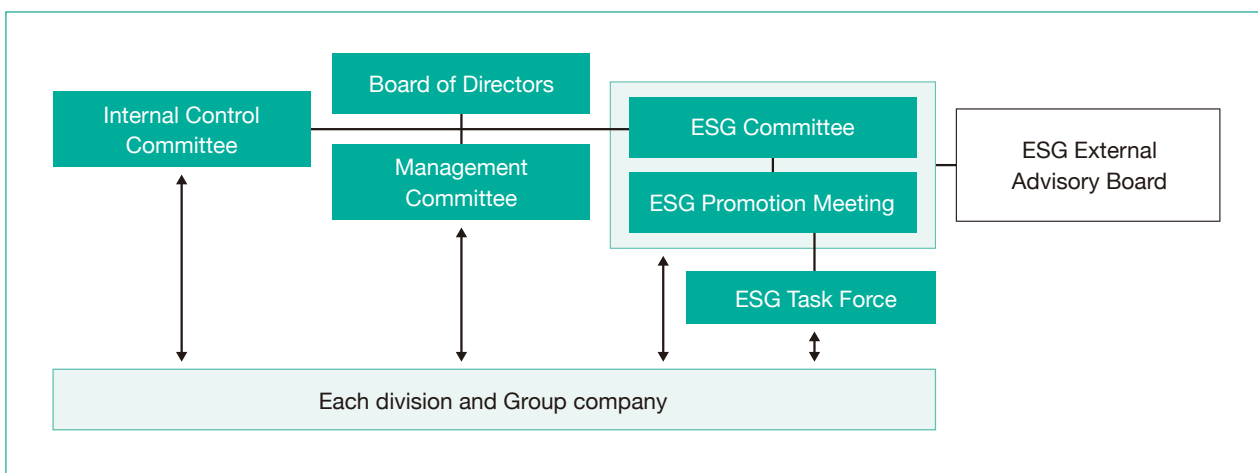 Board of Directors
Internal Control
Committee
Management
Committee
ESG Committee
ESG Promotion Meeting
ESG External
Advisory Board
ESG Task Force
Each division and Group company